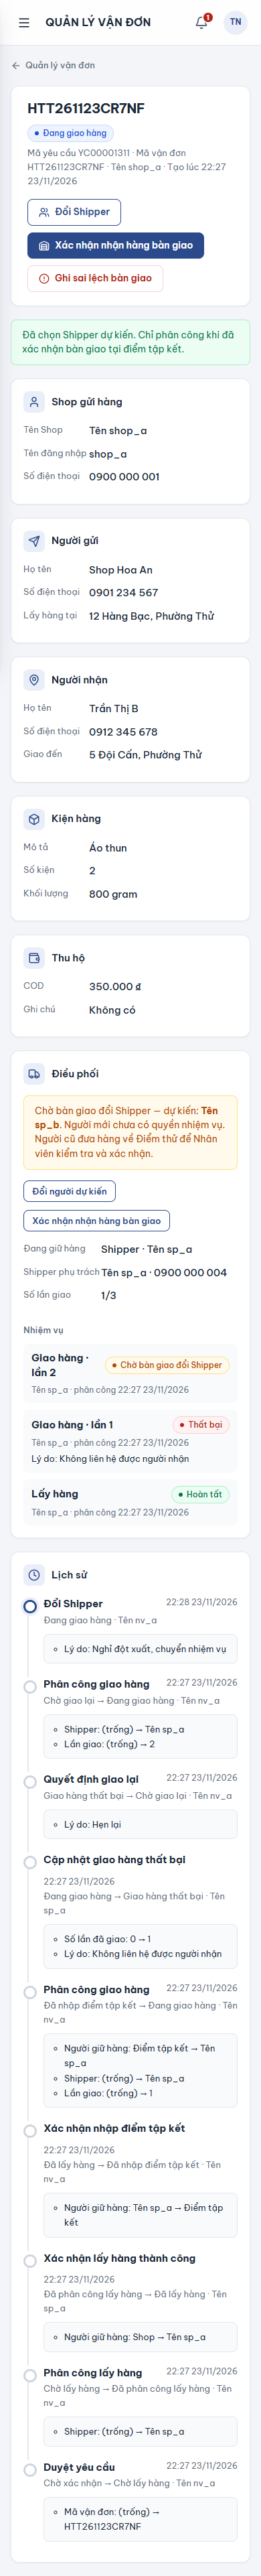 QUẢN LÝ VẬN ĐƠN
1
TN
Quản lý vận đơn
HTT261123CR7NF
Đang giao hàng
Mã yêu cầu YC00001311 · Mã vận đơn
HTT261123CR7NF · Tên shop_a · Tạo lúc 22:27
23/11/2026
Đổi Shipper
Xác nhận nhận hàng bàn giao
Ghi sai lệch bàn giao
Đã chọn Shipper dự kiến. Chỉ phân công khi đã
xác nhận bàn giao tại điểm tập kết.
Shop gửi hàng
Tên Shop Tên shop_a
Tên đăng nhập shop_a
Số điện thoại 0900 000 001
Người gửi
Họ tên Shop Hoa An
Số điện thoại 0901 234 567
Lấy hàng tại 12 Hàng Bạc, Phường Thử
Người nhận
Họ tên Trần Thị B
Số điện thoại 0912 345 678
Giao đến 5 Đội Cấn, Phường Thử
Kiện hàng
Mô tả Áo thun
Số kiện 2
Khối lượng 800 gram
Thu hộ
COD 350.000 ₫
Ghi chú Không có
Điều phối
Chờ bàn giao đổi Shipper — dự kiến: Tên
sp_b. Người mới chưa có quyền nhiệm vụ.
Người cũ đưa hàng về Điểm thử để Nhân
viên kiểm tra và xác nhận.
Đổi người dự kiến
Xác nhận nhận hàng bàn giao
Đang giữ hàng Shipper · Tên sp_a
Shipper phụ trách Tên sp_a · 0900 000 004
Số lần giao 1/3
Nhiệm vụ
Giao hàng ·
lần 2
Chờ bàn giao đổi Shipper
Tên sp_a · phân công 22:27 23/11/2026
Giao hàng · lần 1 Thất bại
Tên sp_a · phân công 22:27 23/11/2026
Lý do: Không liên hệ được người nhận
Lấy hàng Hoàn tất
Tên sp_a · phân công 22:27 23/11/2026
Lịch sử
Đổi Shipper 22:28 23/11/2026
Đang giao hàng · Tên nv_a
Lý do: Nghỉ đột xuất, chuyển nhiệm vụ
Phân công giao hàng 22:27 23/11/2026
Chờ giao lại → Đang giao hàng · Tên nv_a
Shipper: (trống) → Tên sp_a
Lần giao: (trống) → 2
Quyết định giao lại 22:27 23/11/2026
Giao hàng thất bại → Chờ giao lại · Tên nv_a
Lý do: Hẹn lại
Cập nhật giao hàng thất bại
22:27 23/11/2026
Đang giao hàng → Giao hàng thất bại · Tên
sp_a
Số lần đã giao: 0 → 1
Lý do: Không liên hệ được người nhận
Phân công giao hàng 22:27 23/11/2026
Đã nhập điểm tập kết → Đang giao hàng · Tên
nv_a
Người giữ hàng: Điểm tập kết → Tên
sp_a
Shipper: (trống) → Tên sp_a
Lần giao: (trống) → 1
Xác nhận nhập điểm tập kết
22:27 23/11/2026
Đã lấy hàng → Đã nhập điểm tập kết · Tên
nv_a
Người giữ hàng: Tên sp_a → Điểm tập
kết
Xác nhận lấy hàng thành công
22:27 23/11/2026
Đã phân công lấy hàng → Đã lấy hàng · Tên
sp_a
Người giữ hàng: Shop → Tên sp_a
Phân công lấy hàng 22:27 23/11/2026
Chờ lấy hàng → Đã phân công lấy hàng · Tên
nv_a
Shipper: (trống) → Tên sp_a
Duyệt yêu cầu 22:27 23/11/2026
Chờ xác nhận → Chờ lấy hàng · Tên nv_a
Mã vận đơn: (trống) →
HTT261123CR7NF